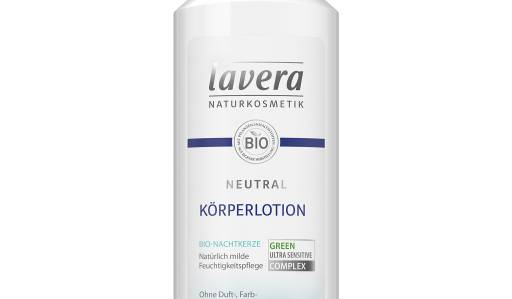 lavera
NATURKOSMETIK
BIO
NEUTRAL
KÖRPERLOTION
BIO-NACHTKERZE
Natürlich milde
Feuchtigkeitspflege
GREEN
ULTRA SENSITIVE
COMPLEX
Ohne Duft-, Farb-